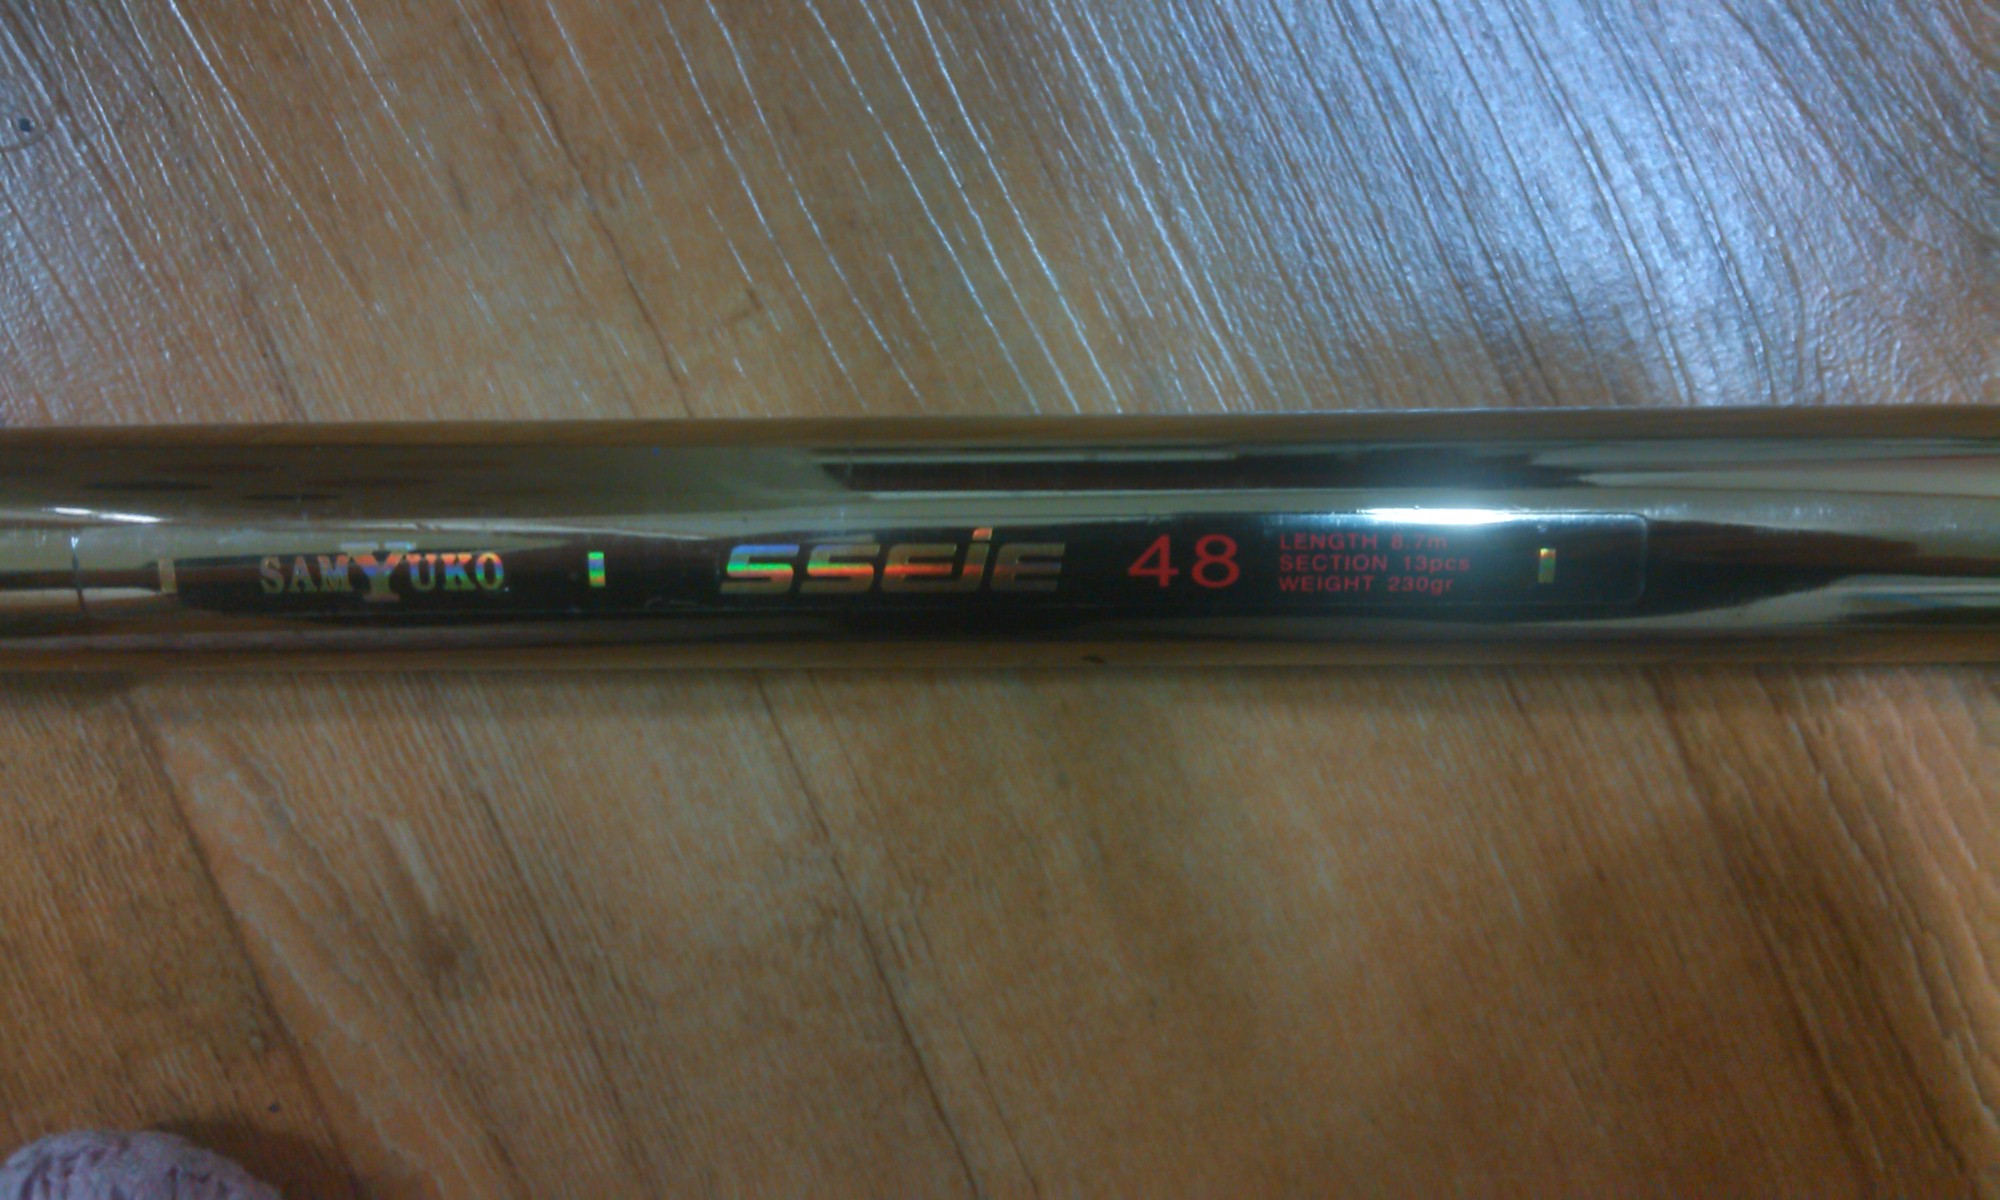 SAMYUKO SSEiE 48
LENGTH 8.7m
SECTION 13pcs
WEIGHT 230gr